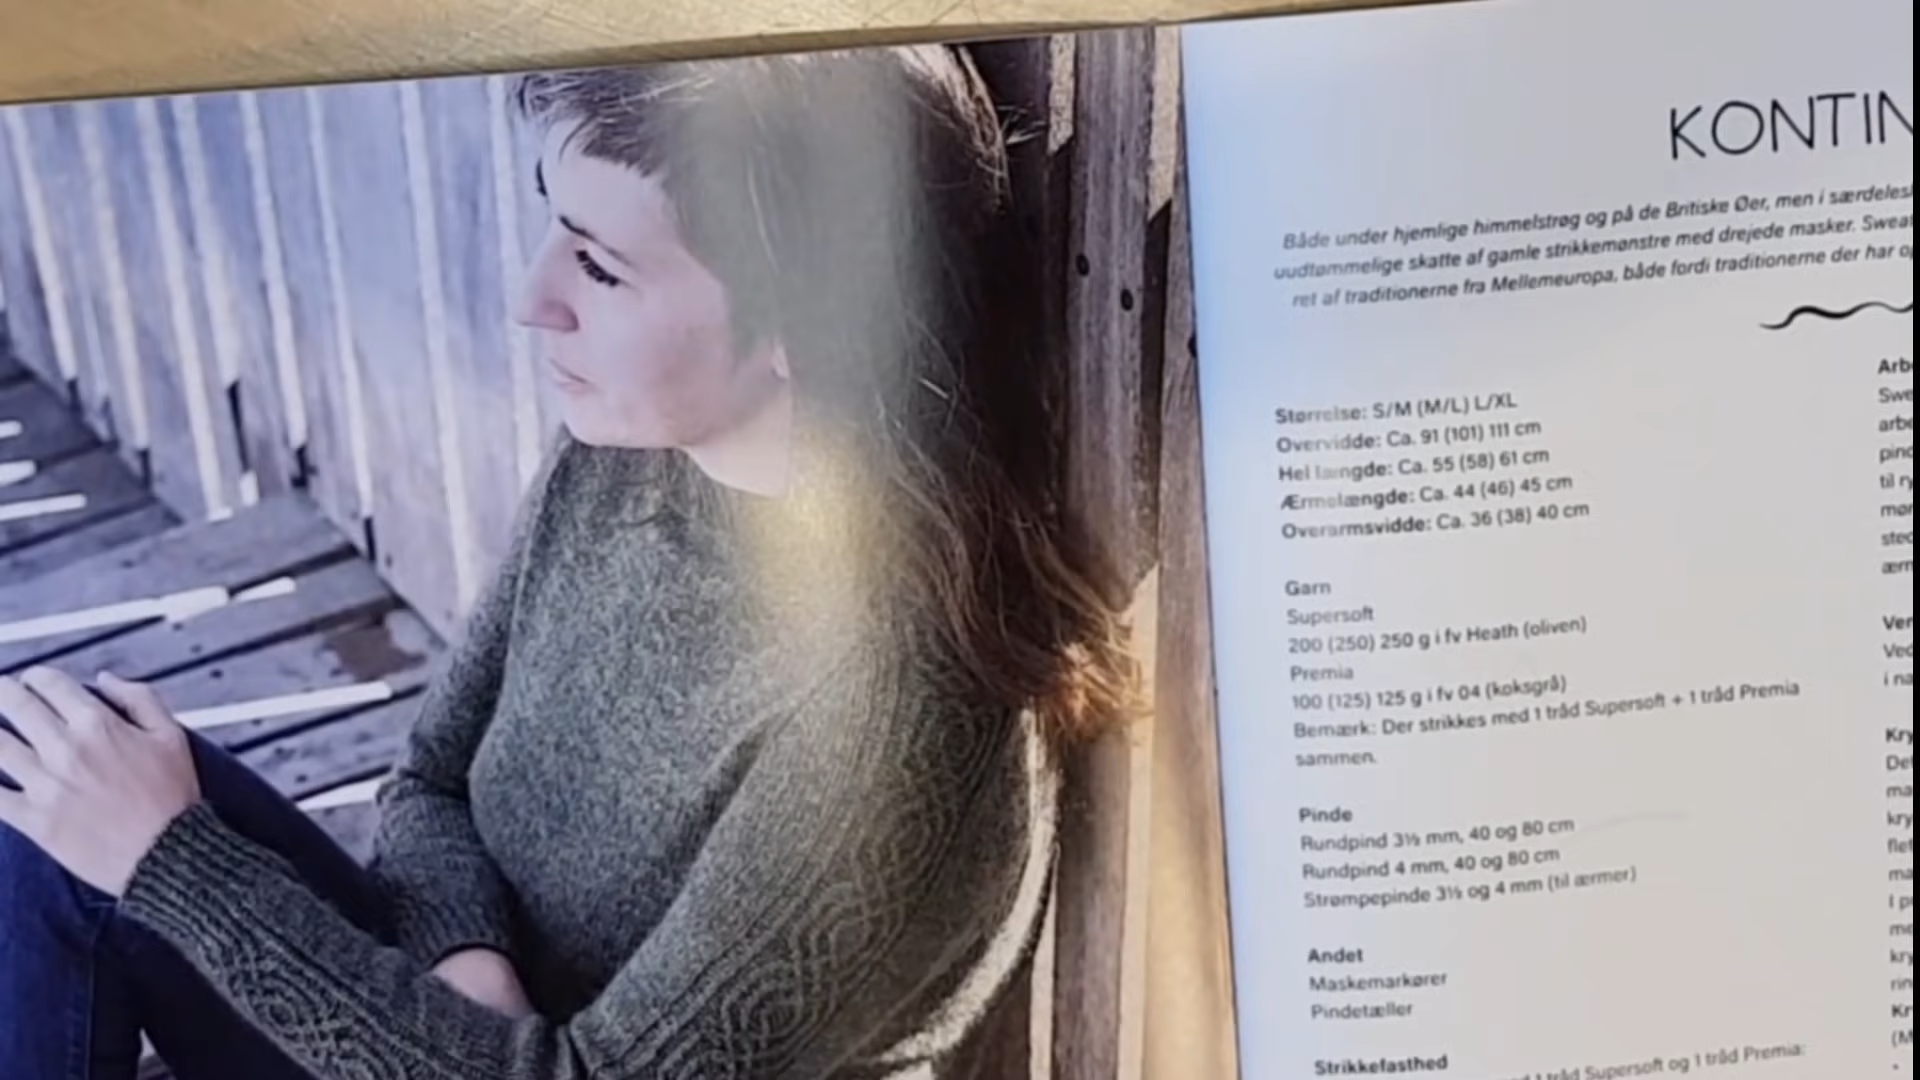 KONTIN
Både under hjemlige himmelstrøg og på de Britiske Øer, men i særdeles
uudtømmelige skatte af gamle strikkemønstre med drejede masker. Sweat
ret af traditionerne fra Mellemeuropa, både fordi traditionerne der har op
Størrelse: S/M (M/L) L/XL
Overvidde: Ca. 91 (101) 111 cm
Hel længde: Ca. 55 (58) 61 cm
Ærmelængde: Ca. 44 (46) 45 cm
Overarmsvidde: Ca. 36 (38) 40 cm
Garn
Supersoft
200 (250) 250 g i fv Heath (oliven)
Premia
100 (125) 125 g i fv 04 (koksgrå)
Bemærk: Der strikkes med 1 tråd Supersoft + 1 tråd Premia
sammen.
Pinde
Rundpind 3½ mm, 40 og 80 cm
Rundpind 4 mm, 40 og 80 cm
Strømpepinde 3½ og 4 mm (til ærmer)
Andet
Maskemarkører
Pindetæller
Strikkefasthed
1 tråd Supersoft og 1 tråd Premia:
Arb
Swe
arbe
pind
til ry
møn
sted
ærm
Ver
Ved
i na
Kry
Det
ma
kry
flet
ma
I p
me
kry
rin
Kr
(M